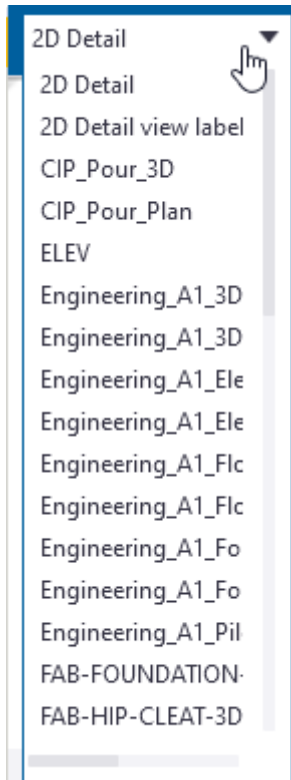 2D Detail
2D Detail
2D Detail view label
CIP_Pour_3D
CIP_Pour_Plan
ELEV
Engineering_A1_3D
Engineering_A1_3D
Engineering_A1_Ele
Engineering_A1_Ele
Engineering_A1_Flo
Engineering_A1_Flo
Engineering_A1_Fo
Engineering_A1_Fo
Engineering_A1_Pil
FAB-FOUNDATION-
FAB-HIP-CLEAT-3D